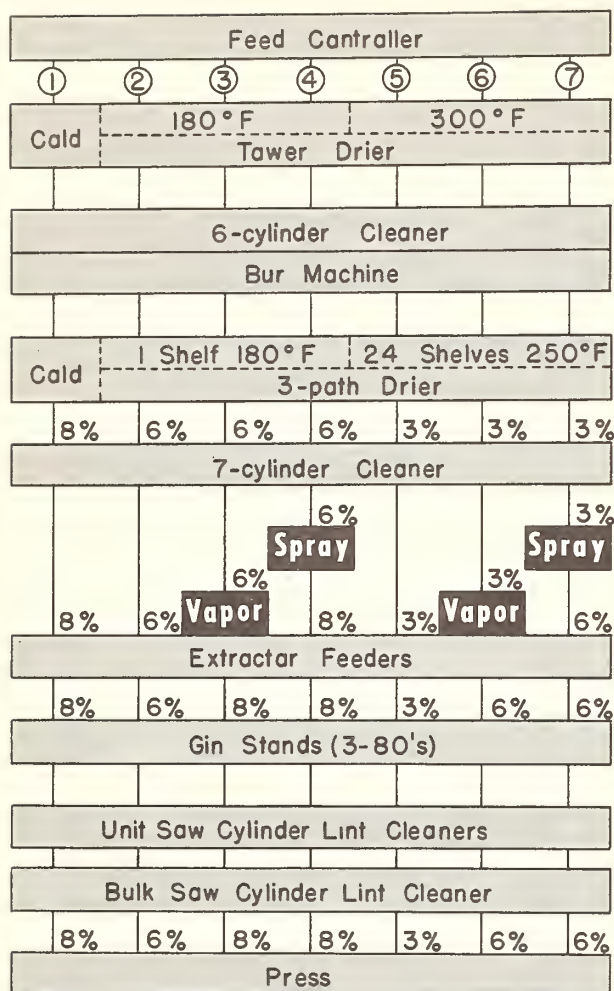 Feed Cantraller
① ② ③ ④ ⑤ ⑥ ⑦
Cald 180°F 300°F
Tawer Drier
6-cylinder Cleaner
Bur Machine
Cald 1 Shelf 180°F 24 Shelves 250°F
3-path Drier
8% 6% 6% 6% 3% 3% 3%
7-cylinder Cleaner
6% 3%
Spray Spray
6% 3%
Vapor Vapor
8% 6% 8% 3% 6%
Extractar Feeders
8% 6% 8% 8% 3% 6% 6%
Gin Stands (3-80's)
Unit Saw Cylinder Lint Cleaners
Bulk Saw Cylinder Lint Cleaner
8% 6% 8% 8% 3% 6% 6%
Press